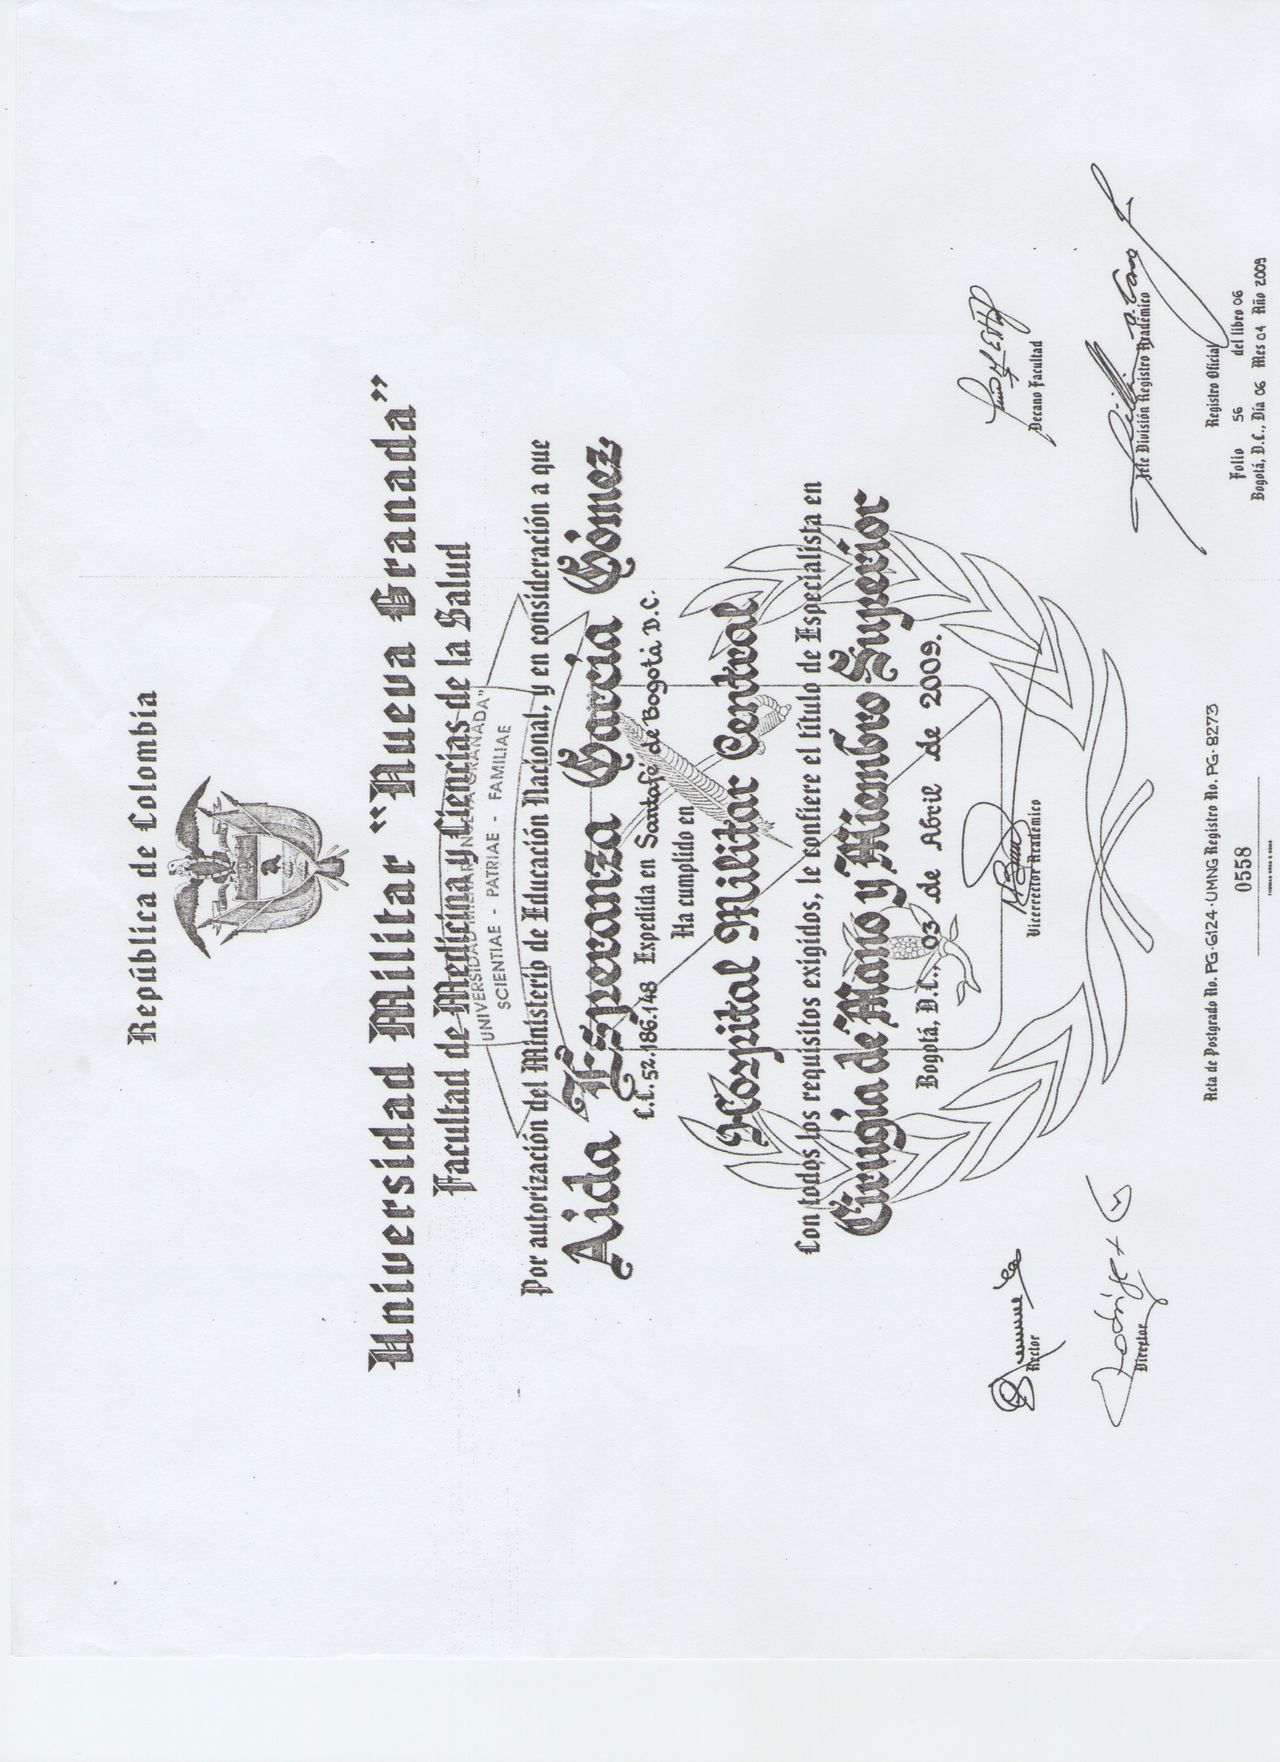 República de Colombia
Universidad Militar "Nueva Granada"
Facultad de Medicina y Ciencias de la Salud
UNIVERSIDAD MILITAR "NUEVA GRANADA"
SCIENTIAE - PATRIAE - FAMILIAE
Por autorización del Ministerio de Educación Nacional, y en consideración a que
Aida Esperanza García Gómez
C.C. 52.186.148 Expedida en Santafé de Bogotá D.C.
Ha cumplido en
Hospital Militar Central
Con todos los requisitos exigidos, le confiere el título de Especialista en
Cirugía de Mano y Miembro Superior
Bogotá, D.C., 03 de Abril de 2009.
Rector
Vicerrector Académico
Decano Facultad
Director
Jefe División Registro Académico
Acta de Postgrado No. PG-G124-UMNG Registro No. PG-8273
0558
Registro Oficial
Folio 56 del libro 06
Bogotá, D.C., Día 06 Mes 04 Año 2009